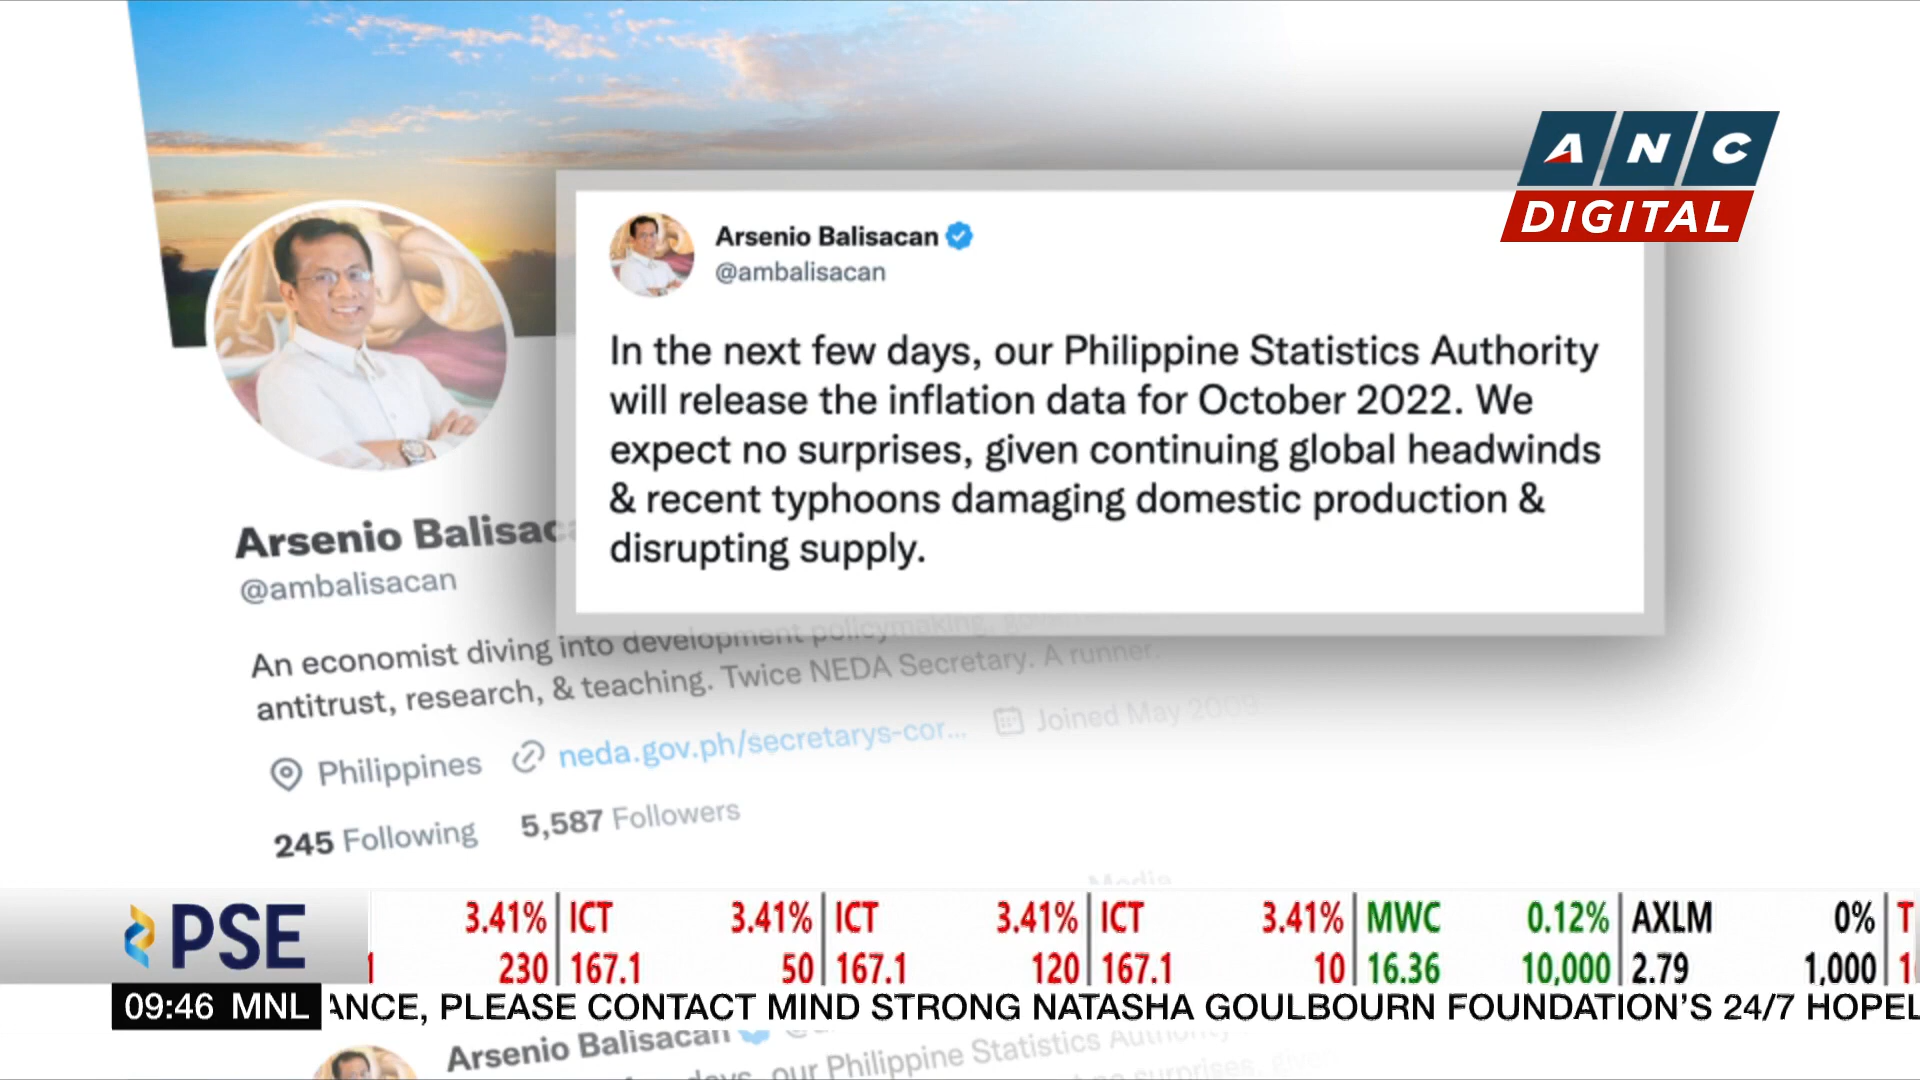 ANC
DIGITAL
Arsenio Balisacan
@ambalisacan
In the next few days, our Philippine Statistics Authority
will release the inflation data for October 2022. We
expect no surprises, given continuing global headwinds
& recent typhoons damaging domestic production &
disrupting supply.
Arsenio
@ambalisacan
An economist diving into development policymaking,
antitrust, research, & teaching. Twice NEDA Secretary. A runner.
Philippines neda.gov.ph/secretarys-cor... Joined May 2009
245 Following 5,587 Followers
Media
PSE
3.41% ICT 3.41% ICT 3.41% ICT 3.41% MWC 0.12% AXLM 0% T
230 167.1 50 167.1 120 167.1 10 16.36 10,000 2.79 1,000
09:46 MNL ANCE, PLEASE CONTACT MIND STRONG NATASHA GOULBOURN FOUNDATION'S 24/7 HOPEL
Arsenio Balisacan
days, our Philippine Statistics
no surprises,